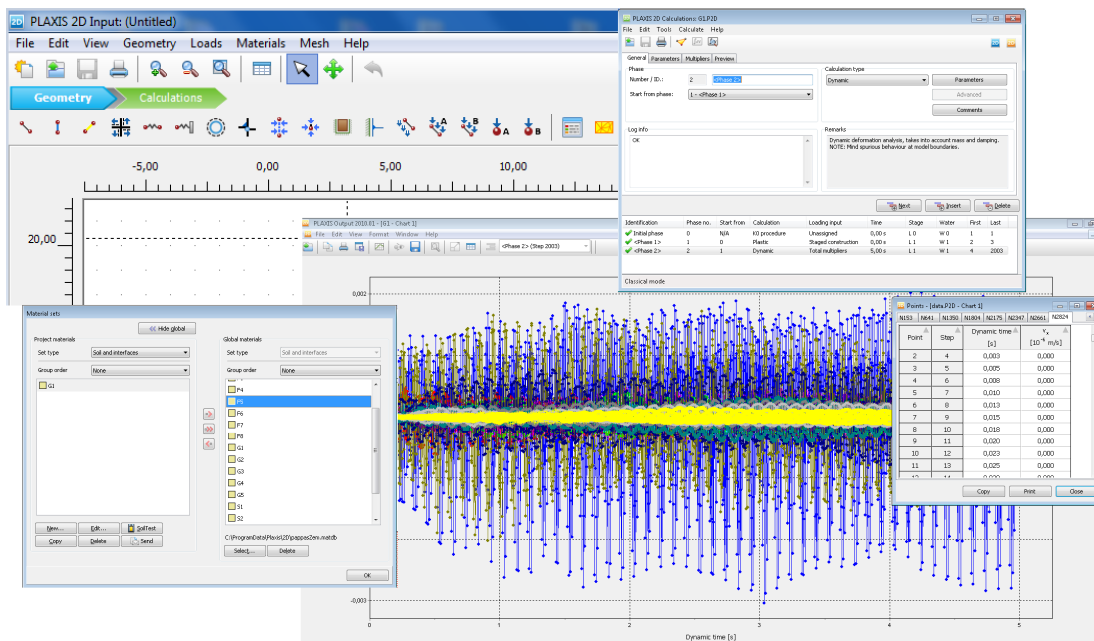 PLAXIS 2D Input: (Untitled)
File Edit View Geometry Loads Materials Mesh Help
Geometry Calculations
A B A B
-5,00 0,00 5,00 10,00
20,00
PLAXIS 2D Calculations: G1.P2D
File Edit Tools Calculate Help
General Parameters Multipliers Preview
Phase
Number / ID.: 2 <Phase 2>
Start from phase: 1 - <Phase 1>
Calculation type
Dynamic
Parameters
Advanced
Comments
Log info
OK
Remarks
Dynamic deformation analysis, takes into account mass and damping.
NOTE: Mind spurious behaviour at model boundaries.
Next Insert Delete
Identification Phase no. Start from Calculation Loading input Time Stage Water First Last
Initial phase 0 N/A K0 procedure Unassigned 0,00 s L 0 W 0 1 1
<Phase 1> 1 0 Plastic Staged construction 0,00 s L 1 W 1 2 3
<Phase 2> 2 1 Dynamic Total multipliers 5,00 s L 1 W 1 4 2003
Classical mode
PLAXIS Output 2010.01 - [G1 - Chart 1]
File Edit View Format Window Help
<Phase 2> (Step 2003)
0,002
-0,003
0 1 2 3 4 5
Dynamic time [s]
Material sets
<< Hide global
Project materials
Set type Soil and interfaces
Group order None
G1
New... Edit... SoilTest
Copy Delete Send
Global materials
Set type Soil and interfaces
Group order None
F4
F5
F6
F7
F8
G1
G2
G3
G4
G5
S1
S2
C:\ProgramData\Plaxis\2D\pappas2em.matdb
Select... Delete
OK
Points - [data.P2D - Chart 1]
N153 N641 N1350 N1804 N2175 N2347 N2661 N2824
Point Step Dynamic time [s] vx [10^-6 m/s]
2 4 0,003 0,000
3 5 0,005 0,000
4 6 0,008 0,000
5 7 0,010 0,000
6 8 0,013 0,000
7 9 0,015 0,000
8 10 0,018 0,000
9 11 0,020 0,000
10 12 0,023 0,000
11 13 0,025 0,000
Copy Print Close